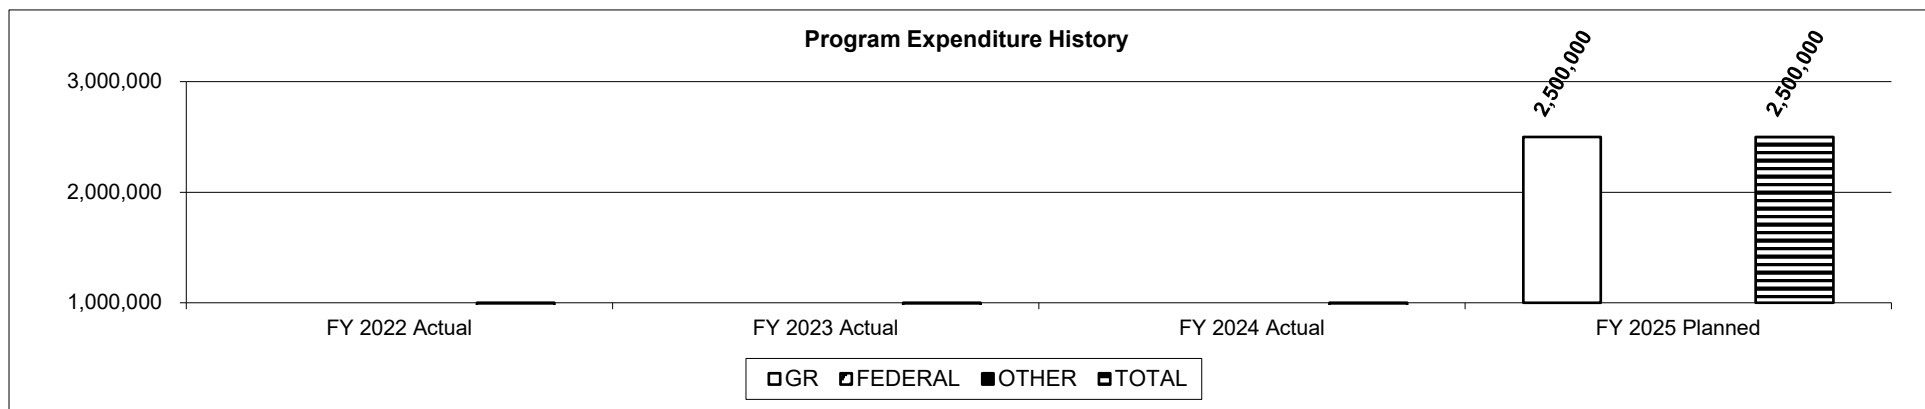 Program Expenditure History
2,500,000
2,500,000
3,000,000
2,000,000
1,000,000
FY 2022 Actual
FY 2023 Actual
FY 2024 Actual
FY 2025 Planned
GR FEDERAL OTHER TOTAL